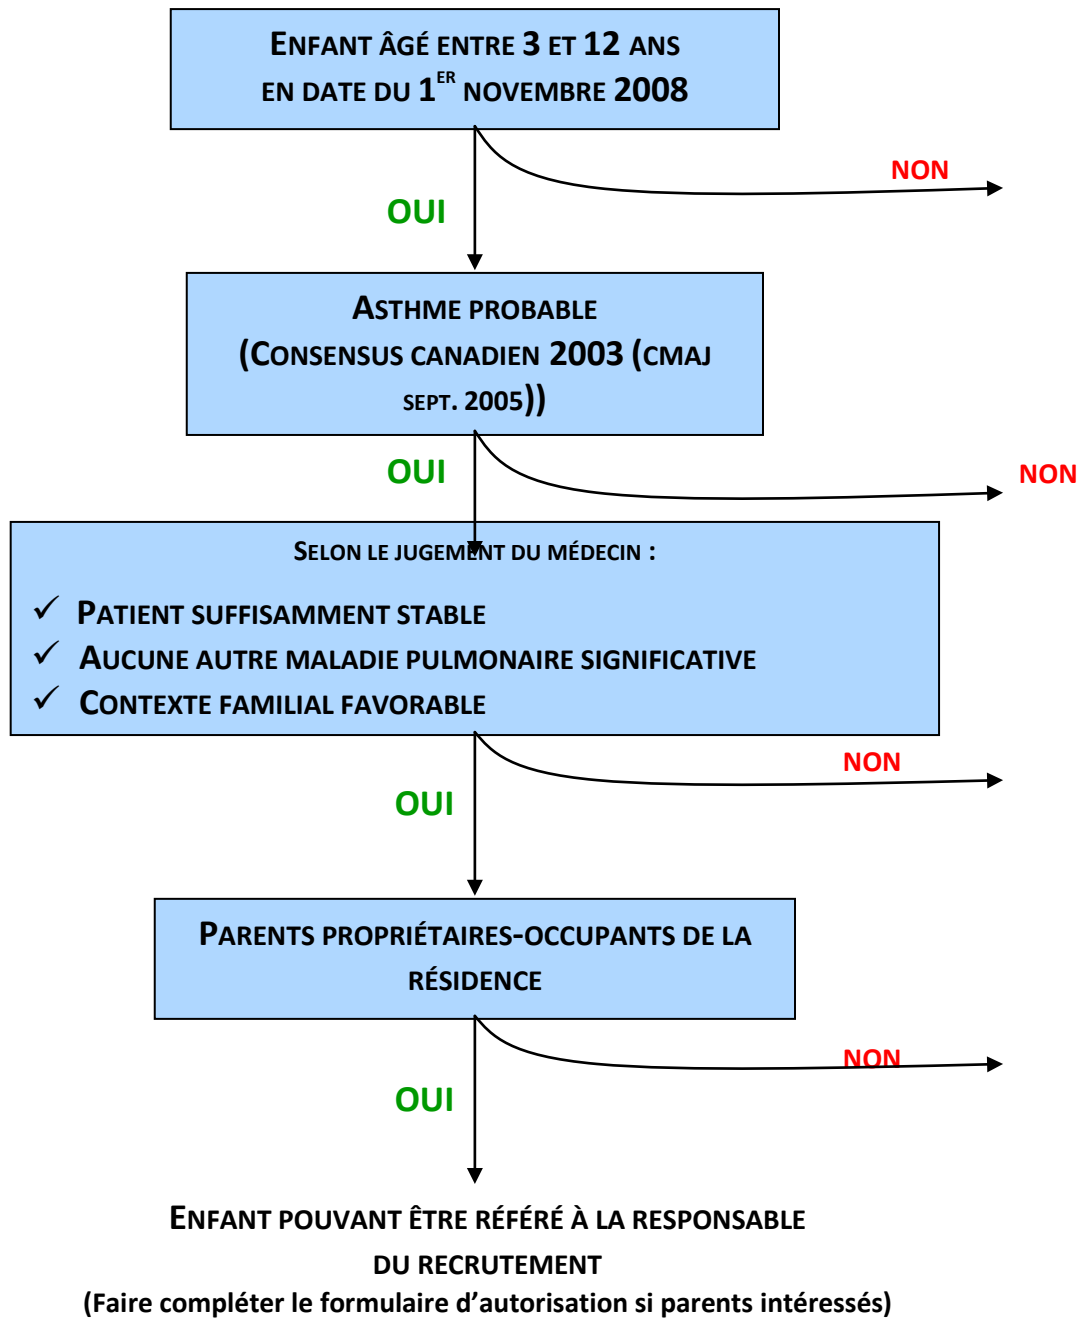 ENFANT ÂGÉ ENTRE 3 ET 12 ANS
EN DATE DU 1ER NOVEMBRE 2008
NON
OUI
ASTHME PROBABLE
(CONSENSUS CANADIEN 2003 (CMAJ
SEPT. 2005))
OUI
NON
SELON LE JUGEMENT DU MÉDECIN :
✓ PATIENT SUFFISAMMENT STABLE
✓ AUCUNE AUTRE MALADIE PULMONAIRE SIGNIFICATIVE
✓ CONTEXTE FAMILIAL FAVORABLE
NON
OUI
PARENTS PROPRIÉTAIRES-OCCUPANTS DE LA
RÉSIDENCE
NON
OUI
ENFANT POUVANT ÊTRE RÉFÉRÉ À LA RESPONSABLE
DU RECRUTEMENT
(Faire compléter le formulaire d'autorisation si parents intéressés)